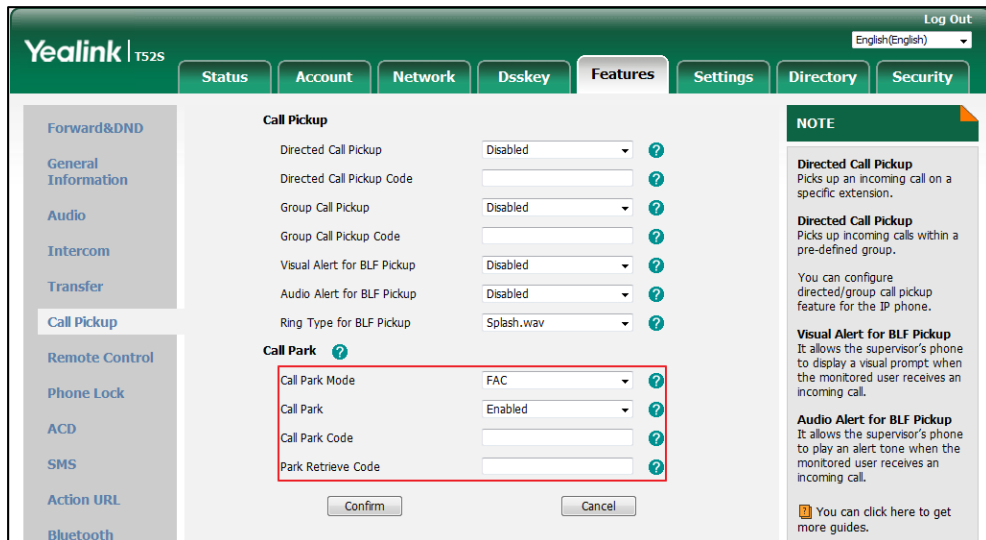 Log Out
Yealink T52S
English(English)
Status Account Network Dsskey Features Settings Directory Security
Forward&DND
General
Information
Audio
Intercom
Transfer
Call Pickup
Remote Control
Phone Lock
ACD
SMS
Action URL
Bluetooth
Call Pickup
Directed Call Pickup Disabled ?
Directed Call Pickup Code ?
Group Call Pickup Disabled ?
Group Call Pickup Code ?
Visual Alert for BLF Pickup Disabled ?
Audio Alert for BLF Pickup Disabled ?
Ring Type for BLF Pickup Splash.wav ?
Call Park ?
Call Park Mode FAC ?
Call Park Enabled ?
Call Park Code ?
Park Retrieve Code ?
Confirm Cancel
NOTE
Directed Call Pickup
Picks up an incoming call on a
specific extension.
Directed Call Pickup
Picks up incoming calls within a
pre-defined group.
You can configure
directed/group call pickup
feature for the IP phone.
Visual Alert for BLF Pickup
It allows the supervisor's phone
to display a visual prompt when
the monitored user receives an
incoming call.
Audio Alert for BLF Pickup
It allows the supervisor's phone
to play an alert tone when the
monitored user receives an
incoming call.
? You can click here to get
more guides.